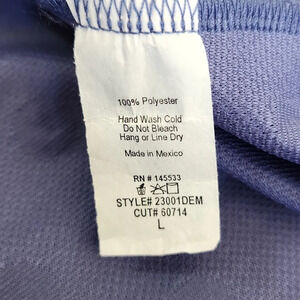 100% Polyester
Hand Wash Cold
Do Not Bleach
Hang or Line Dry
Made in Mexico
RN # 145533
STYLE# 23001DEM
CUT# 60714
L